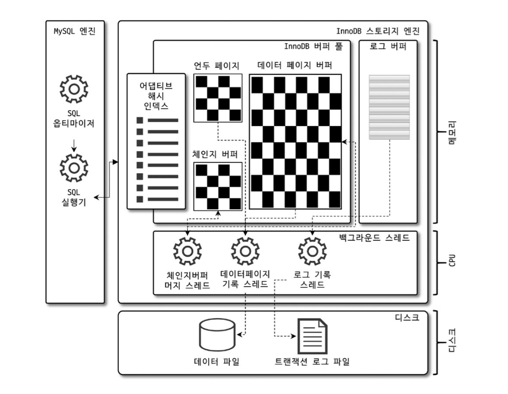 MySQL 엔진
SQL
옵티마이저
SQL
실행기
InnoDB 스토리지 엔진
InnoDB 버퍼 풀
어댑티브
해시
인덱스
언두 페이지
데이터 페이지 버퍼
체인지 버퍼
로그 버퍼
메모리
백그라운드 스레드
체인지버퍼
머지 스레드
데이터페이지
기록 스레드
로그 기록
스레드
CPU
디스크
데이터 파일
트랜잭션 로그 파일
디스크